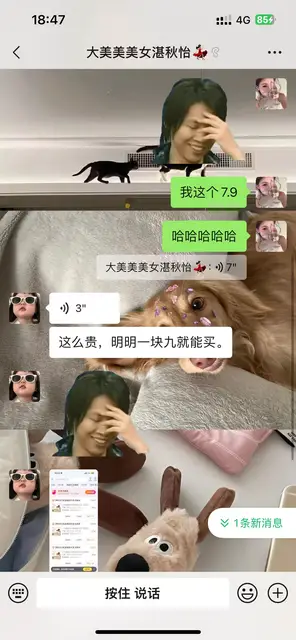 18:47
4G 85
大美美美女湛秋怡💃🏻
我这个 7.9
哈哈哈哈哈
大美美美女湛秋怡💃🏻：7"
3"
这么贵，明明一块九就能买。
1条新消息
按住 说话